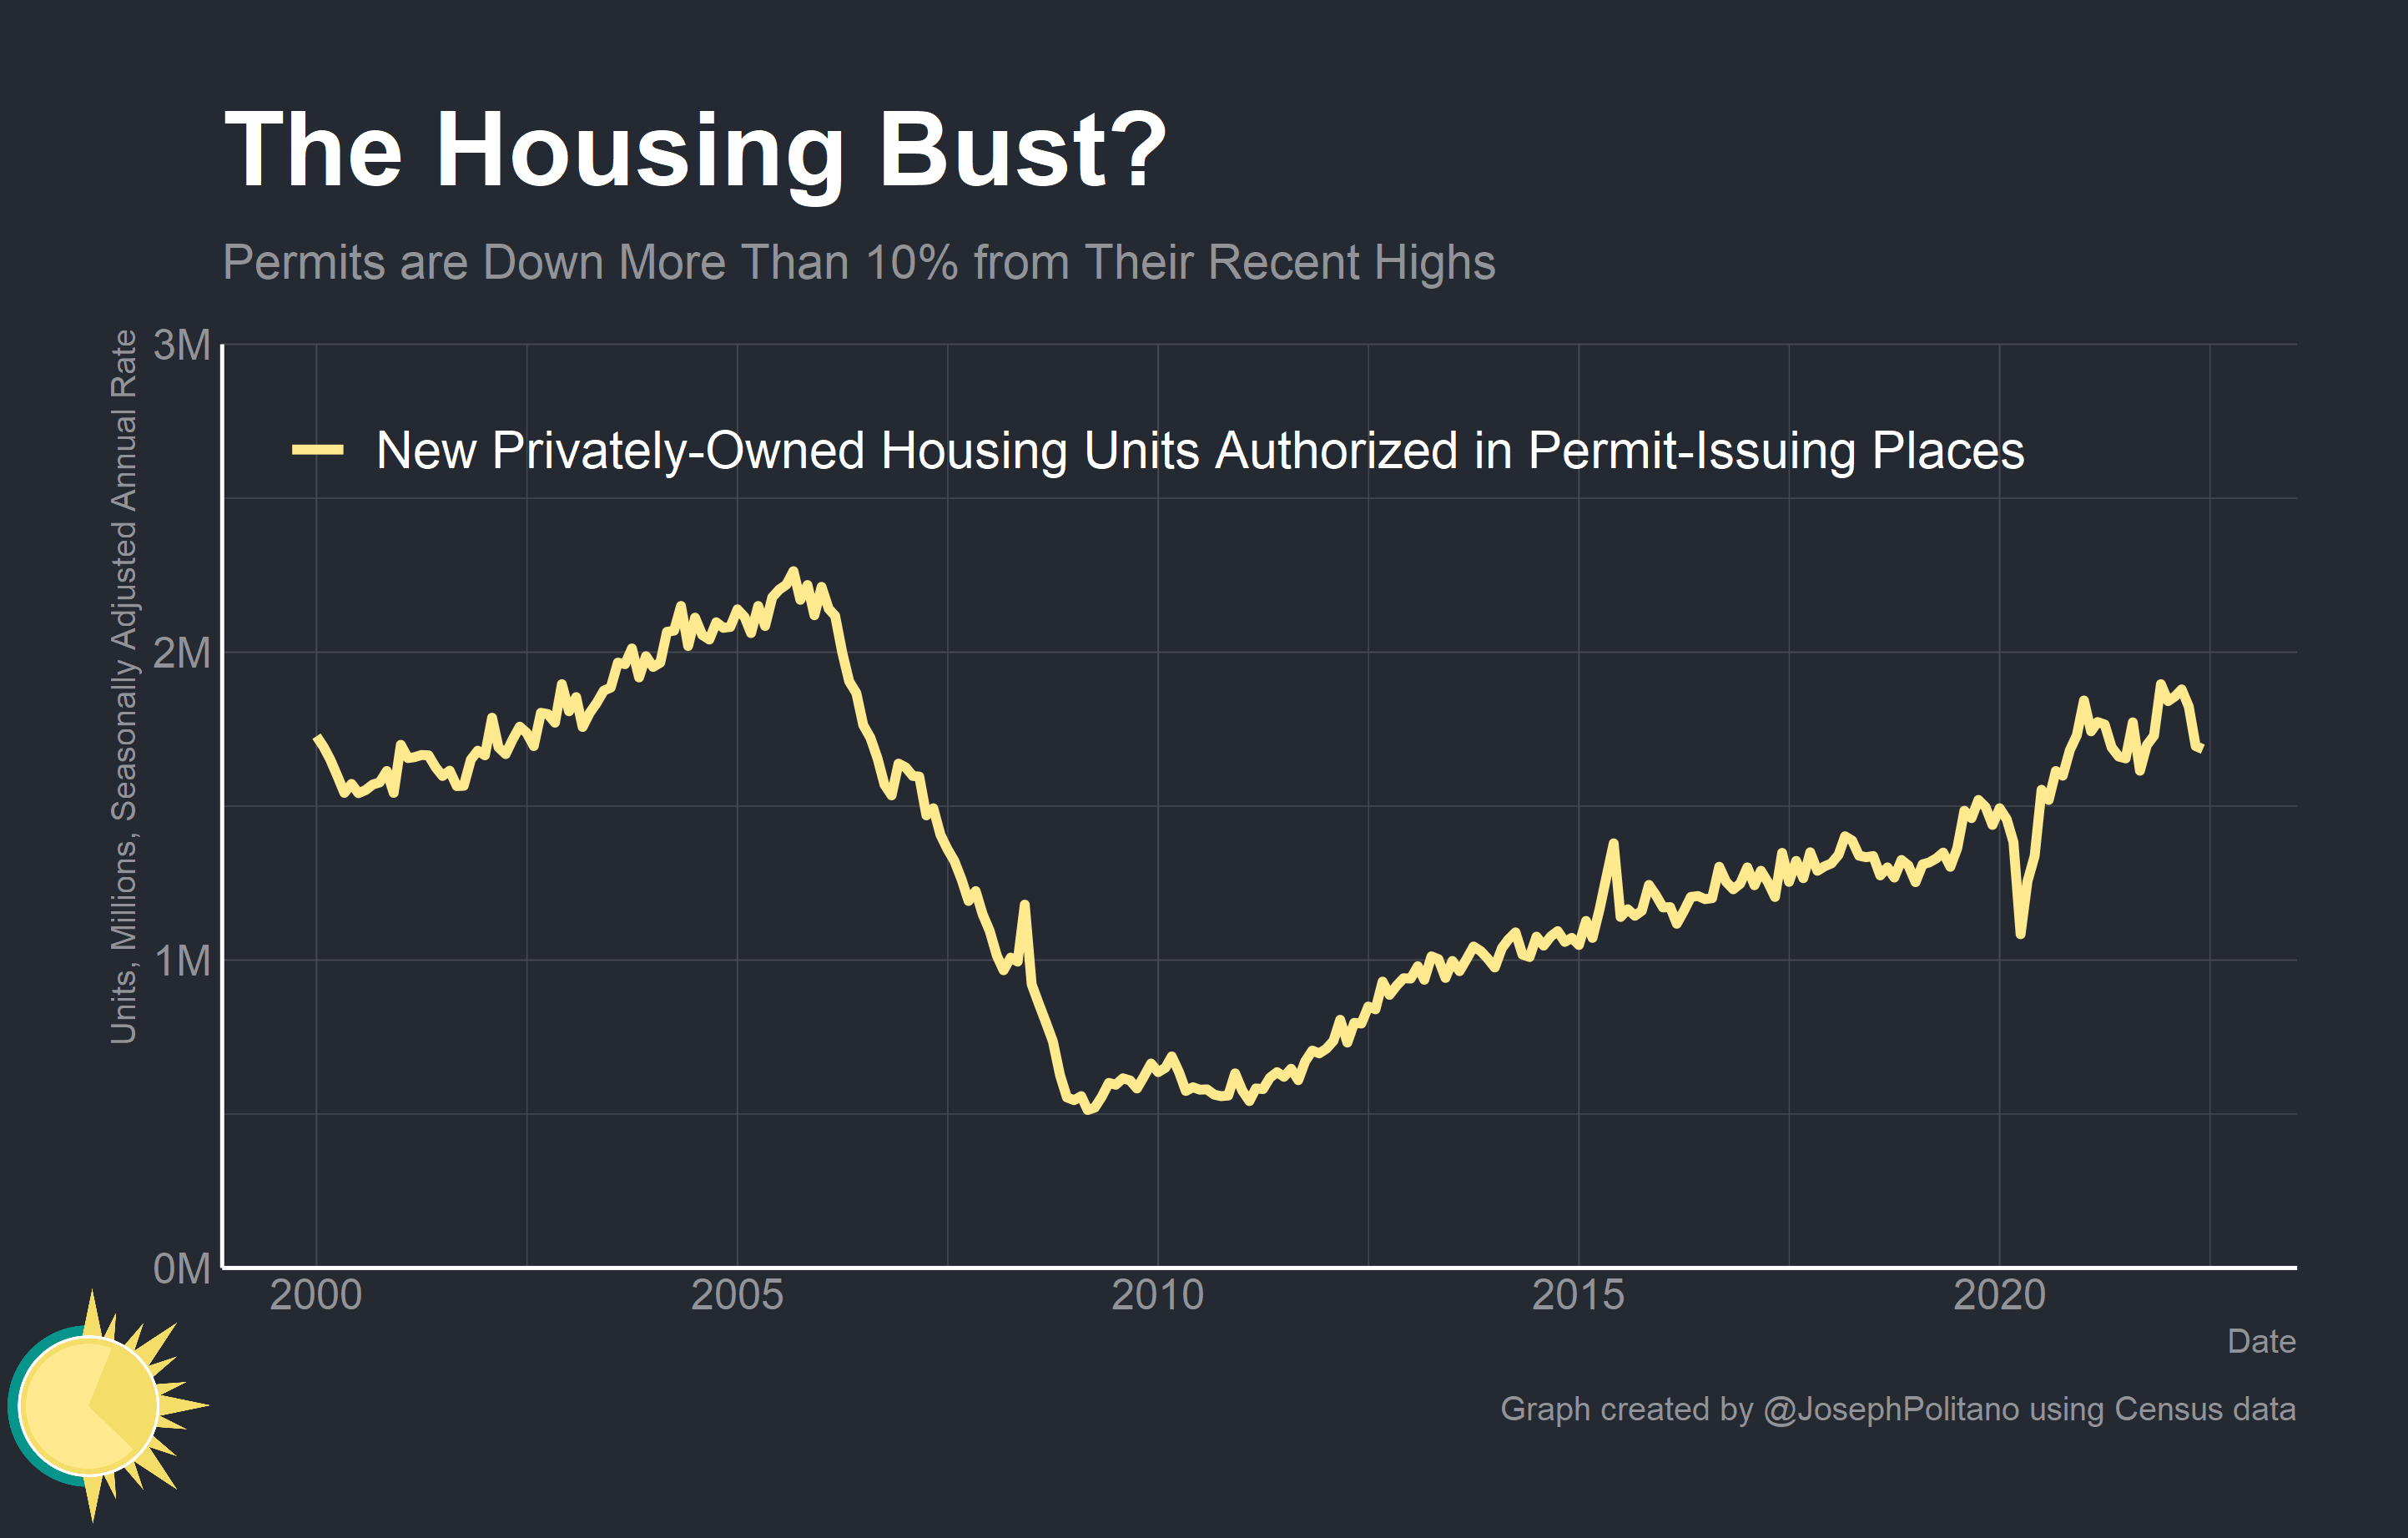 The Housing Bust?
Permits are Down More Than 10% from Their Recent Highs
Units, Millions, Seasonally Adjusted Annual Rate
3M
New Privately-Owned Housing Units Authorized in Permit-Issuing Places
2M
1M
0M
2000 2005 2010 2015 2020
Date
Graph created by @JosephPolitano using Census data